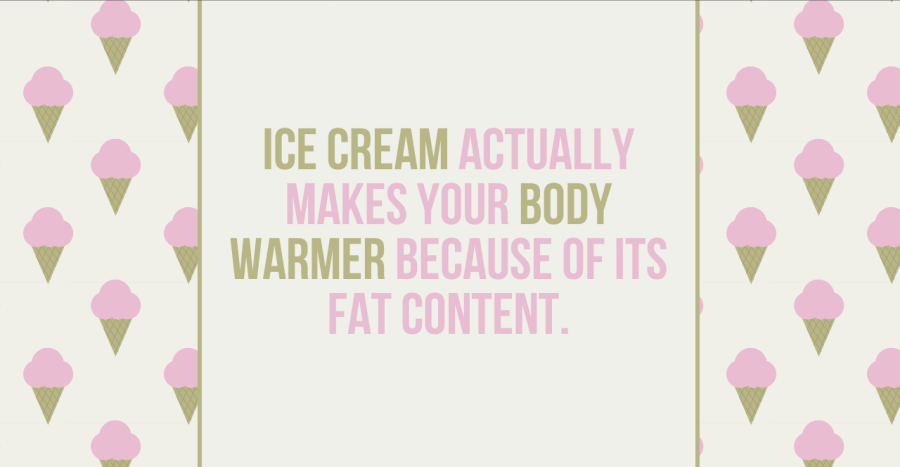 ICE CREAM ACTUALLY
MAKES YOUR BODY
WARMER BECAUSE OF ITS
FAT CONTENT.